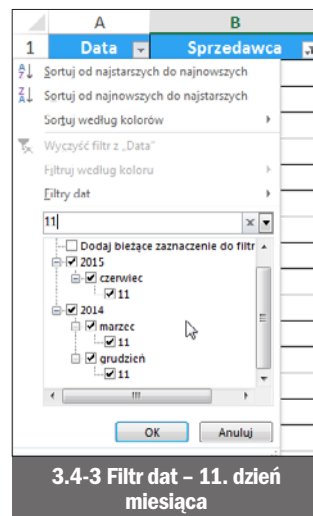 A B
1 Data Sprzedawca
Sortuj od najstarszych do najnowszych
Sortuj od najnowszych do najstarszych
Sortuj według kolorów
Wyczyść filtr z „Data”
Filtruj według koloru
Filtry dat
11
Dodaj bieżące zaznaczenie do filtr
2015
czerwiec
11
2014
marzec
11
grudzień
11
OK Anuluj
3.4-3 Filtr dat – 11. dzień
miesiąca